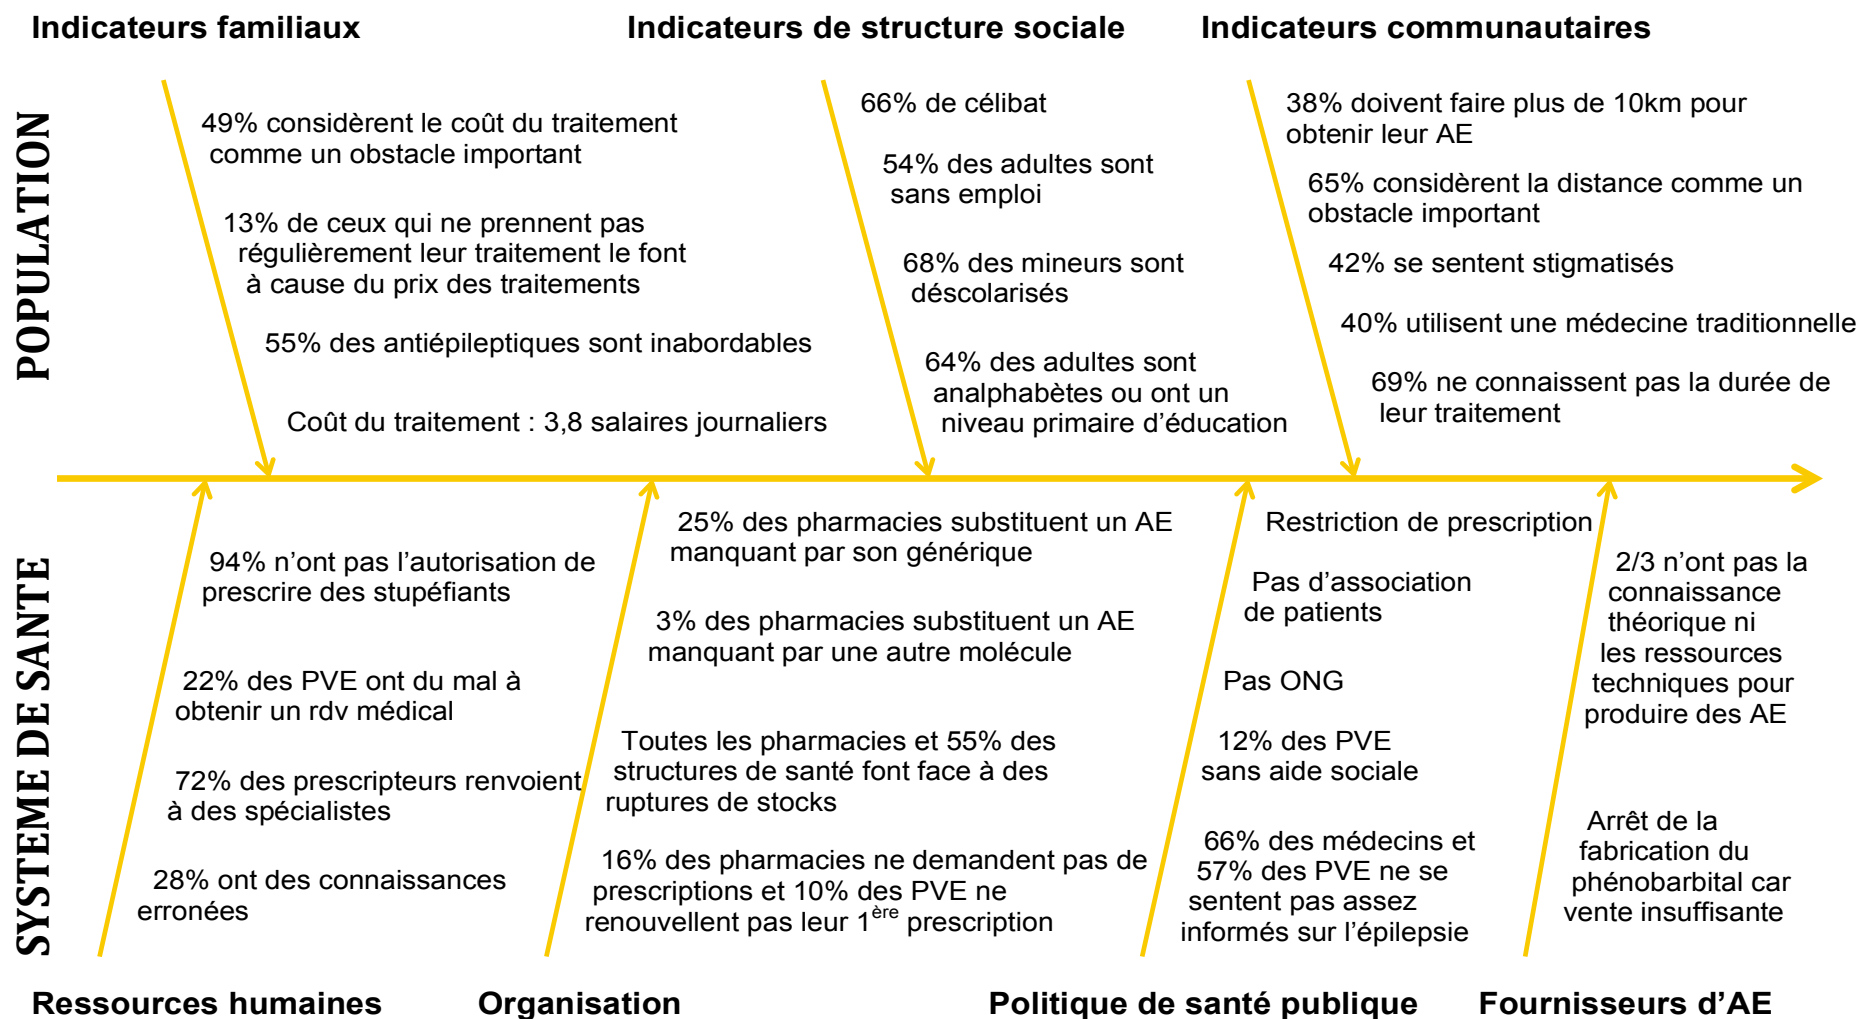 Indicateurs familiaux
Indicateurs de structure sociale
Indicateurs communautaires
POPULATION
49% considèrent le coût du traitement
comme un obstacle important
13% de ceux qui ne prennent pas
régulièrement leur traitement le font
à cause du prix des traitements
55% des antiépileptiques sont inabordables
Coût du traitement : 3,8 salaires journaliers
66% de célibat
54% des adultes sont
sans emploi
68% des mineurs sont
déscolarisés
64% des adultes sont
analphabètes ou ont un
niveau primaire d’éducation
38% doivent faire plus de 10km pour
obtenir leur AE
65% considèrent la distance comme un
obstacle important
42% se sentent stigmatisés
40% utilisent une médecine traditionnelle
69% ne connaissent pas la durée de
leur traitement
SYSTEME DE SANTE
94% n’ont pas l’autorisation de
prescrire des stupéfiants
22% des PVE ont du mal à
obtenir un rdv médical
72% des prescripteurs renvoient
à des spécialistes
28% ont des connaissances
erronées
25% des pharmacies substituent un AE
manquant par son générique
3% des pharmacies substituent un AE
manquant par une autre molécule
Toutes les pharmacies et 55% des
structures de santé font face à des
ruptures de stocks
16% des pharmacies ne demandent pas de
prescriptions et 10% des PVE ne
renouvellent pas leur 1ère prescription
Restriction de prescription
Pas d’association
de patients
Pas ONG
12% des PVE
sans aide sociale
66% des médecins et
57% des PVE ne se
sentent pas assez
informés sur l’épilepsie
2/3 n’ont pas la
connaissance
théorique ni
les ressources
techniques pour
produire des AE
Arrêt de la
fabrication du
phénobarbital car
vente insuffisante
Ressources humaines
Organisation
Politique de santé publique
Fournisseurs d’AE